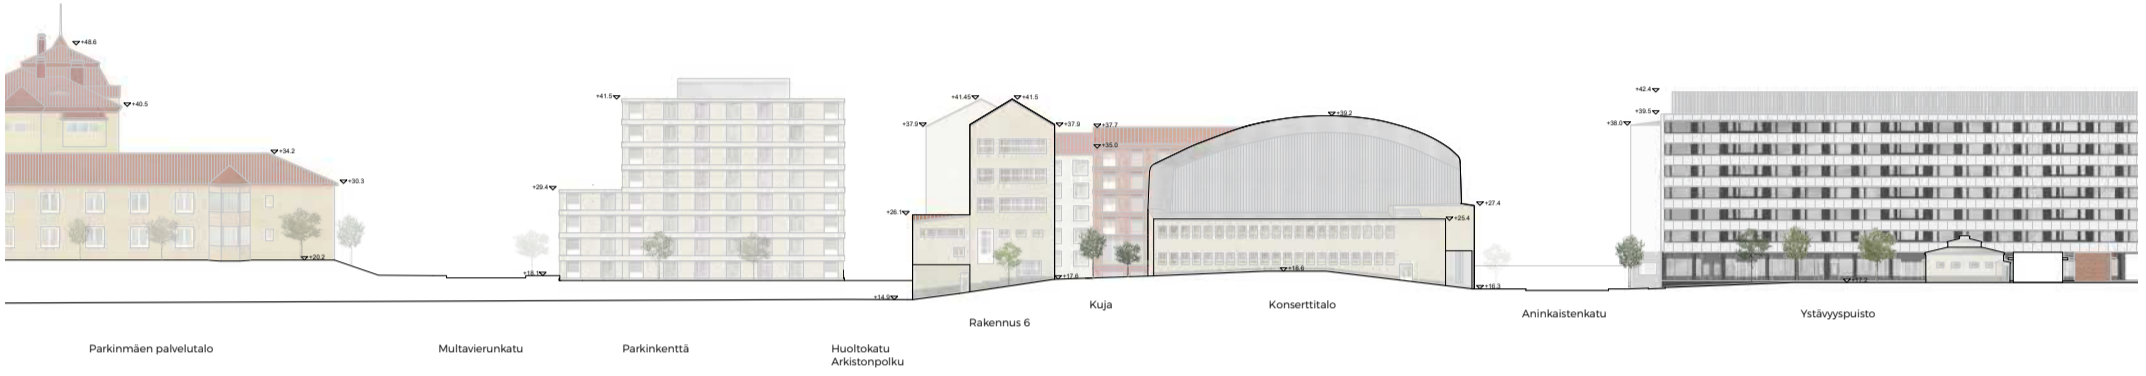 +48.6
+40.5
+34.2
+30.3
+20.2
+29.4
+41.5
+18.1
+41.45
+41.5
+37.9
+37.9
+37.7
+35.0
+39.2
+26.1
+27.4
+25.4
+14.9
+17.6
+18.6
+16.3
+42.4
+39.5
+38.0
Kuja
Konserttitalo
Rakennus 6
Aninkaistenkatu
Ystävyyspuisto
Parkinmäen palvelutalo
Multavierunkatu
Parkinkenttä
Huoltokatu
Arkistonpolku